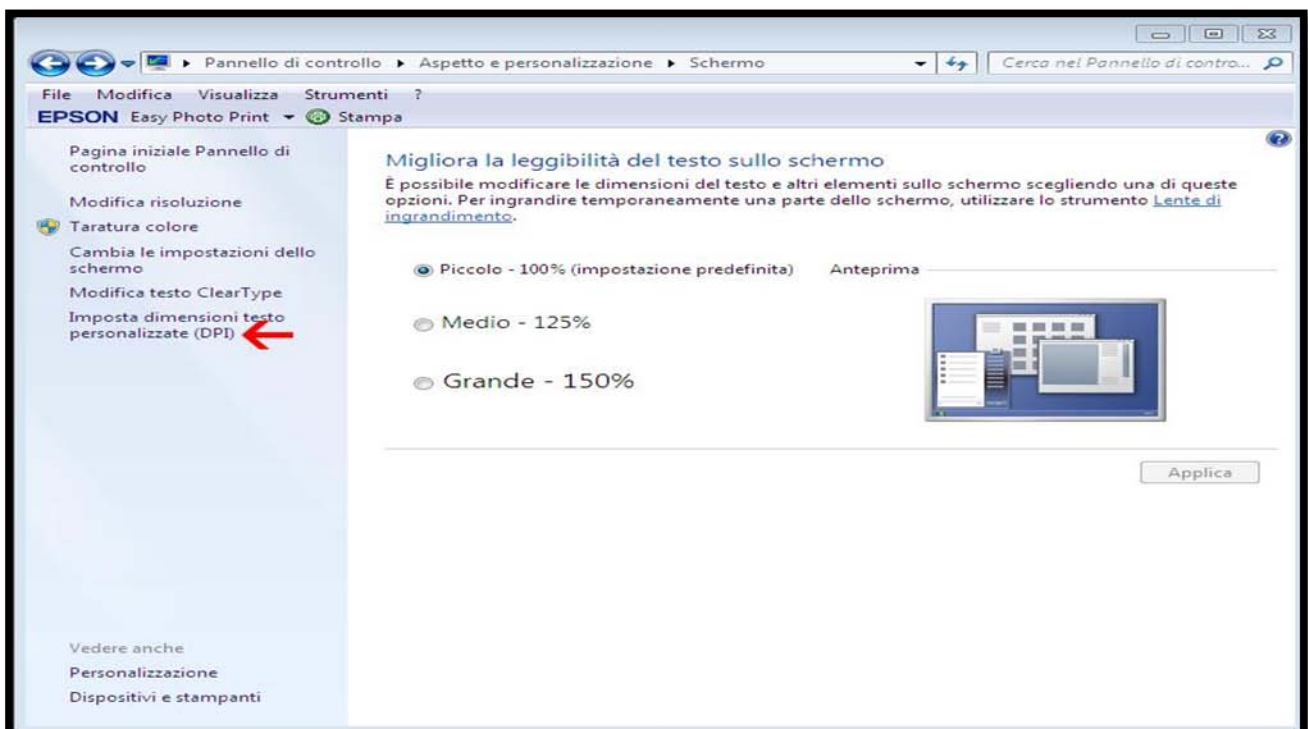 Pannello di controllo ▸ Aspetto e personalizzazione ▸ Schermo
Cerca nel Pannello di contro...
File Modifica Visualizza Strumenti ?
EPSON Easy Photo Print Stampa
Pagina iniziale Pannello di
controllo
Modifica risoluzione
Taratura colore
Cambia le impostazioni dello
schermo
Modifica testo ClearType
Imposta dimensioni testo
personalizzate (DPI)
Vedere anche
Personalizzazione
Dispositivi e stampanti
Migliora la leggibilità del testo sullo schermo
È possibile modificare le dimensioni del testo e altri elementi sullo schermo scegliendo una di queste
opzioni. Per ingrandire temporaneamente una parte dello schermo, utilizzare lo strumento Lente di
ingrandimento.
Piccolo - 100% (impostazione predefinita) Anteprima
Medio - 125%
Grande - 150%
Applica